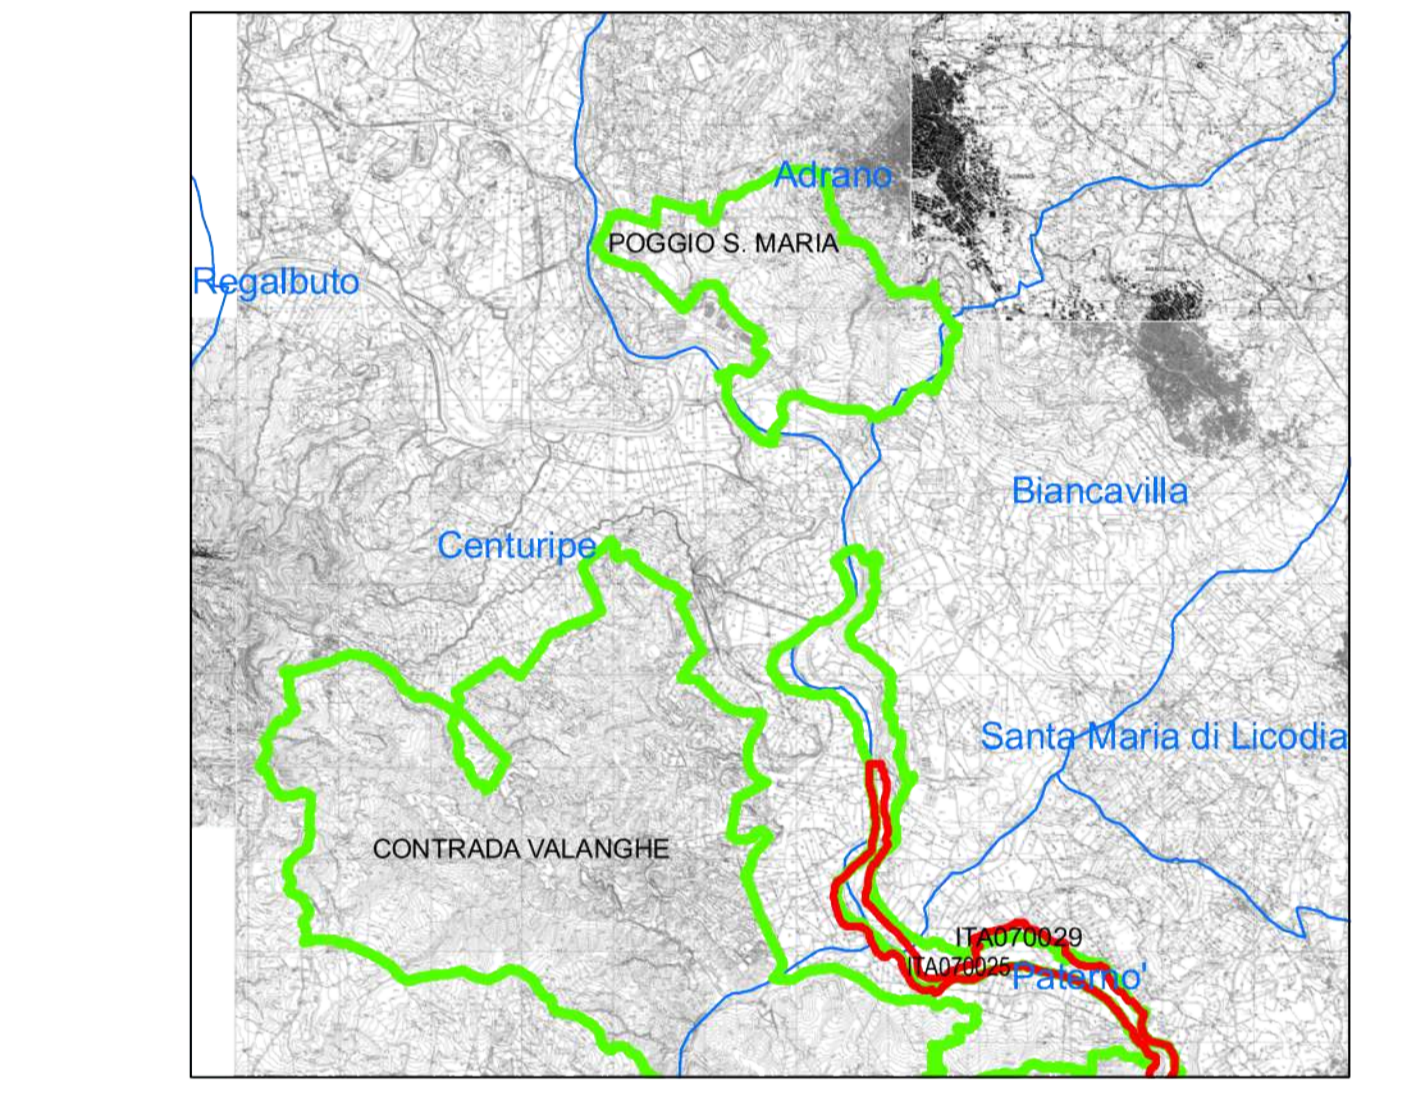 Adrano
POGGIO S. MARIA
Regalbuto
Biancavilla
Centuripe
Santa Maria di Licodia
CONTRADA VALANGHE
ITA070029
ITA070025
Paterno'